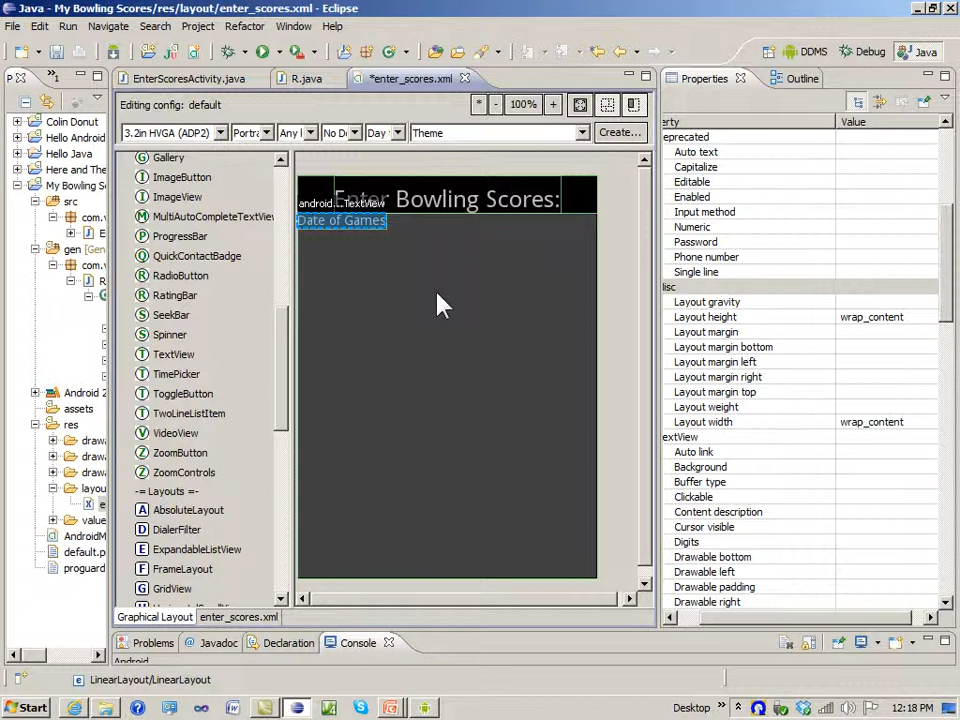 Java - My Bowling Scores/res/layout/enter_scores.xml - Eclipse
File Edit Run Navigate Search Project Refactor Window Help
DDMS Debug Java
P 1 EnterScoresActivity.java R.java *enter_scores.xml Properties Outline
Editing config: default
* - 100% +
3.2in HVGA (ADP2) Portra Any l No D Day Theme Create...
erty Value
Colin Donut
Hello Android
Hello Java
Here and The
My Bowling S
src
com.v
E
gen [Gen
com.v
R
Android 2
assets
res
drawa
drawa
drawa
layou
e
value
AndroidM
default.p
proguard
Gallery
ImageButton
ImageView
MultiAutoCompleteTextView
ProgressBar
QuickContactBadge
RadioButton
RatingBar
SeekBar
Spinner
TextView
TimePicker
ToggleButton
TwoLineListItem
VideoView
ZoomButton
ZoomControls
-= Layouts =-
AbsoluteLayout
DialerFilter
ExpandableListView
FrameLayout
GridView
Enter Bowling Scores:
android...TextView
Date of Games
eprecated
Auto text
Capitalize
Editable
Enabled
Input method
Numeric
Password
Phone number
Single line
isc
Layout gravity
Layout height wrap_content
Layout margin
Layout margin bottom
Layout margin left
Layout margin right
Layout margin top
Layout weight
Layout width wrap_content
extView
Auto link
Background
Buffer type
Clickable
Content description
Cursor visible
Digits
Drawable bottom
Drawable left
Drawable padding
Drawable right
Graphical Layout enter_scores.xml
Problems Javadoc Declaration Console
Android
LinearLayout/LinearLayout
Start Desktop 12:18 PM